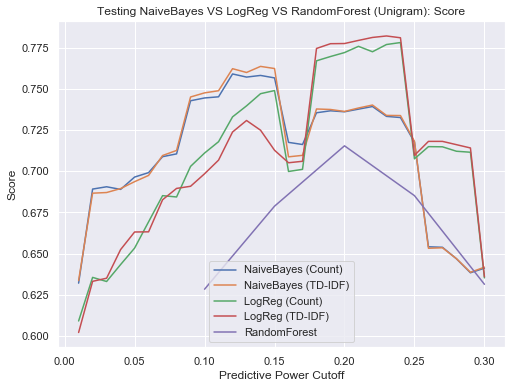 Testing NaiveBayes VS LogReg VS RandomForest (Unigram): Score
0.775
0.750
0.725
0.700
0.675
0.650
0.625
0.600
Score
NaiveBayes (Count)
NaiveBayes (TD-IDF)
LogReg (Count)
LogReg (TD-IDF)
RandomForest
0.00 0.05 0.10 0.15 0.20 0.25 0.30
Predictive Power Cutoff